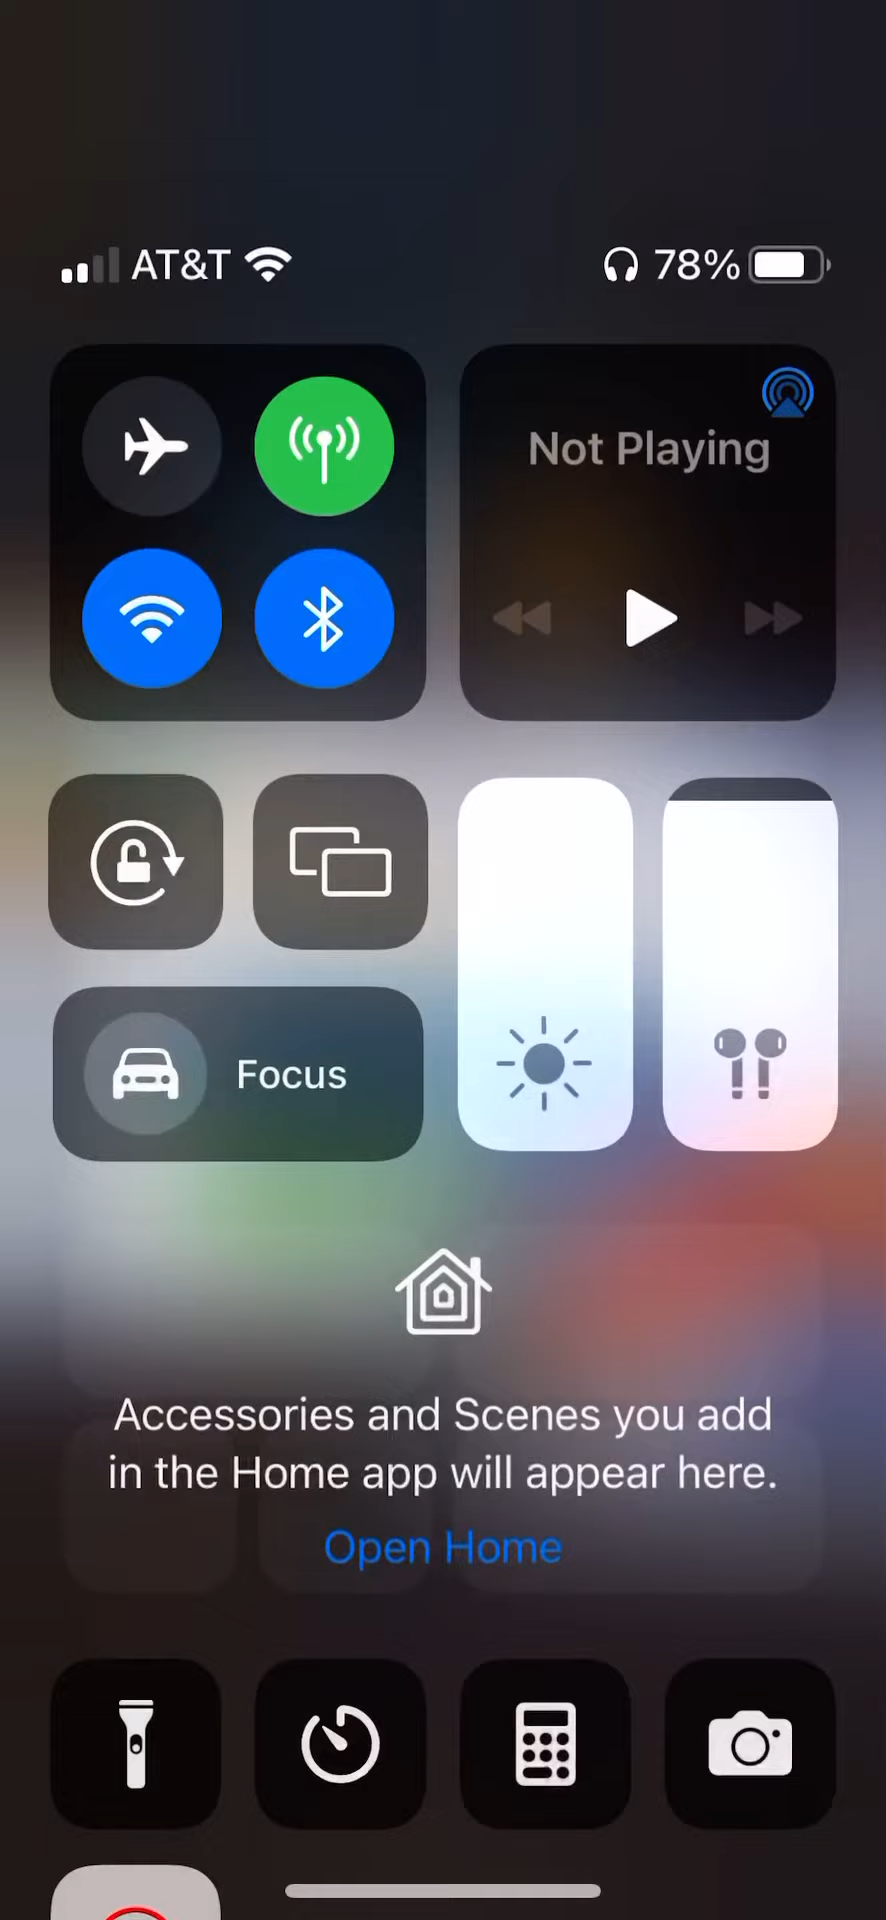 AT&T 78%
Not Playing
Focus
Accessories and Scenes you add
in the Home app will appear here.
Open Home